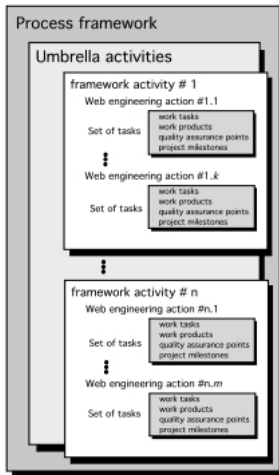 Process framework
Umbrella activities
framework activity # 1
Web engineering action #1.1
Set of tasks
work tasks
work products
quality assurance points
project milestones
Web engineering action #1.k
Set of tasks
work tasks
work products
quality assurance points
project milestones
framework activity # n
Web engineering action #n.1
Set of tasks
work tasks
work products
quality assurance points
project milestones
Web engineering action #n.m
Set of tasks
work tasks
work products
quality assurance points
project milestones